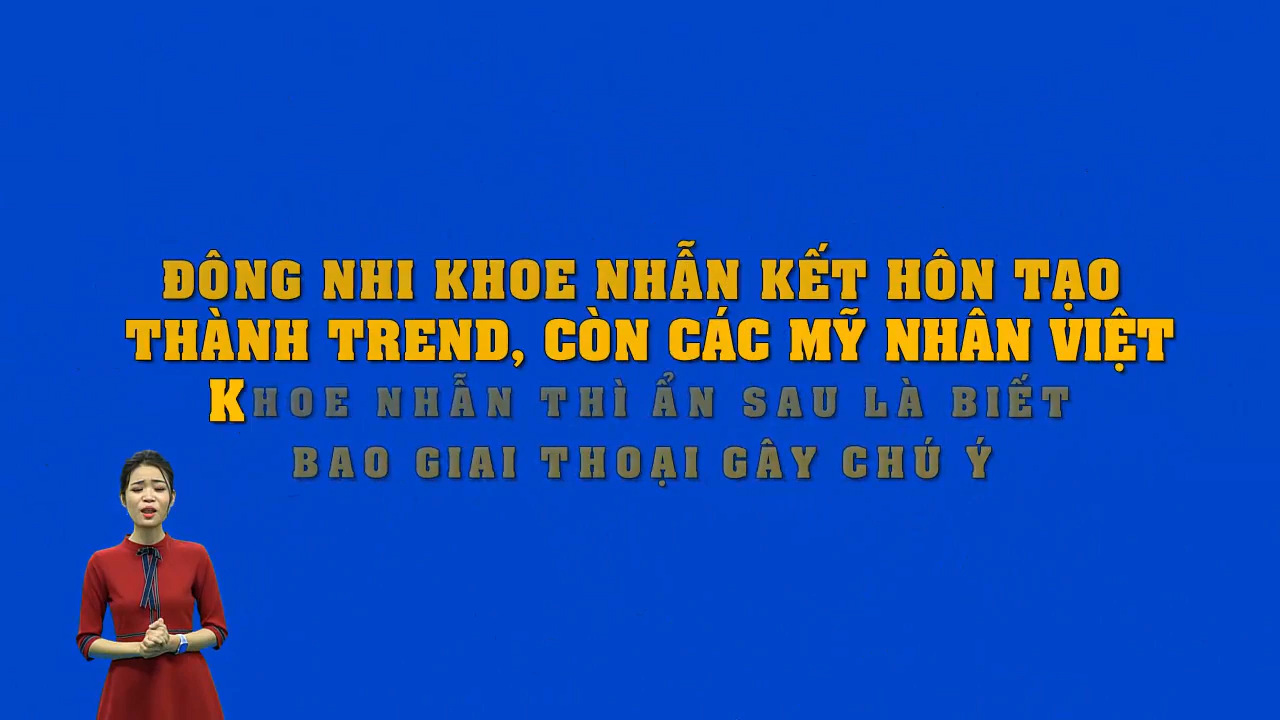 ĐÔNG NHI KHOE NHẪN KẾT HÔN TẠO
THÀNH TREND, CÒN CÁC MỸ NHÂN VIỆT
KHOE NHẪN THÌ ẨN SAU LÀ BIẾT
BAO GIAI THOẠI GÂY CHÚ Ý